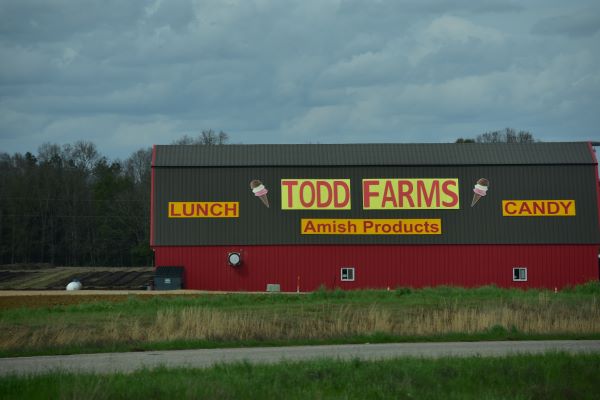 TODD FARMS
LUNCH
CANDY
Amish Products